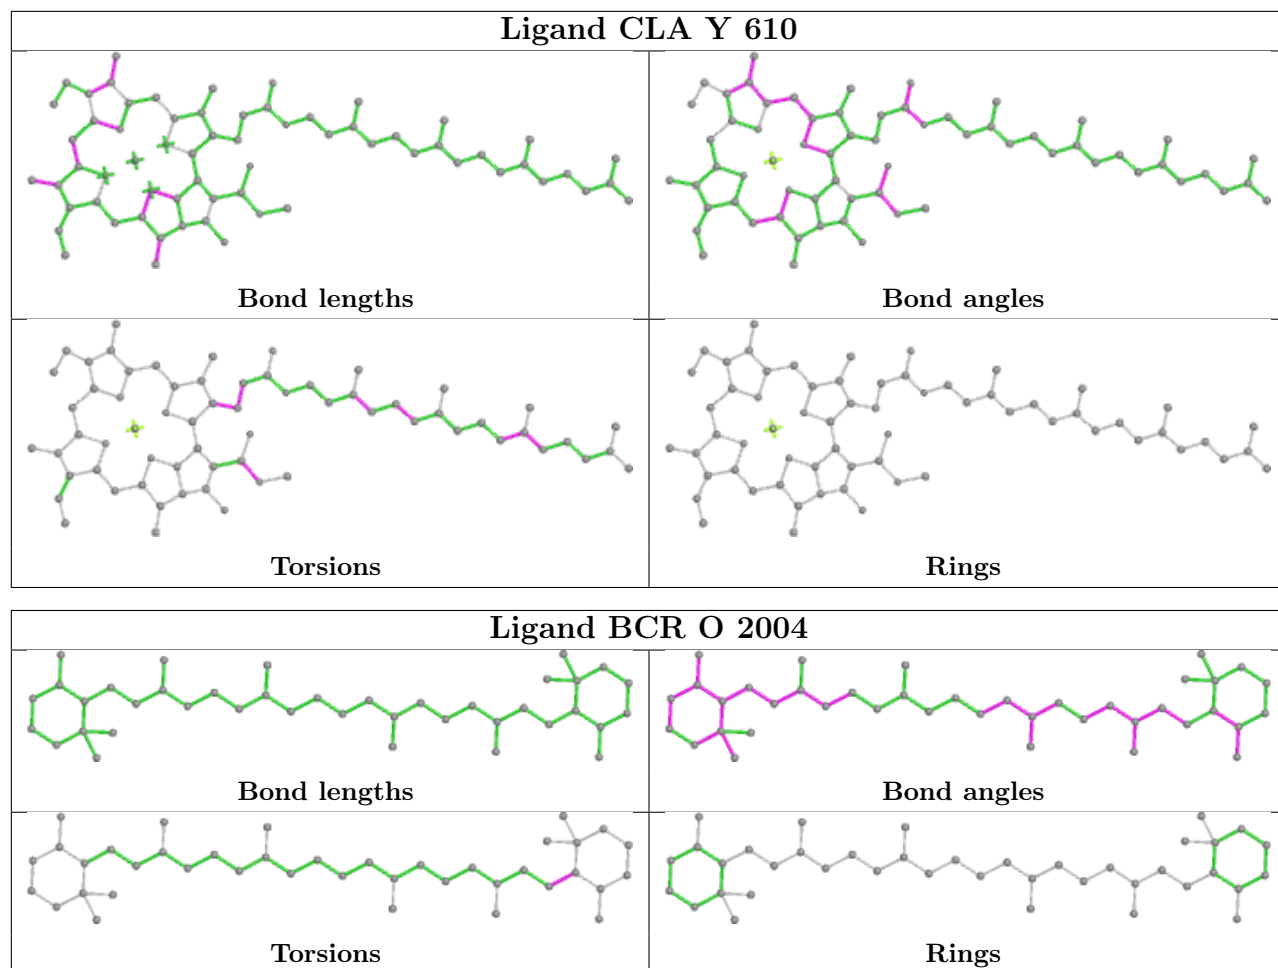 Ligand CLA Y 610
Bond lengths
Bond angles
Torsions
Rings
Ligand BCR O 2004
Bond lengths
Bond angles
Torsions
Rings